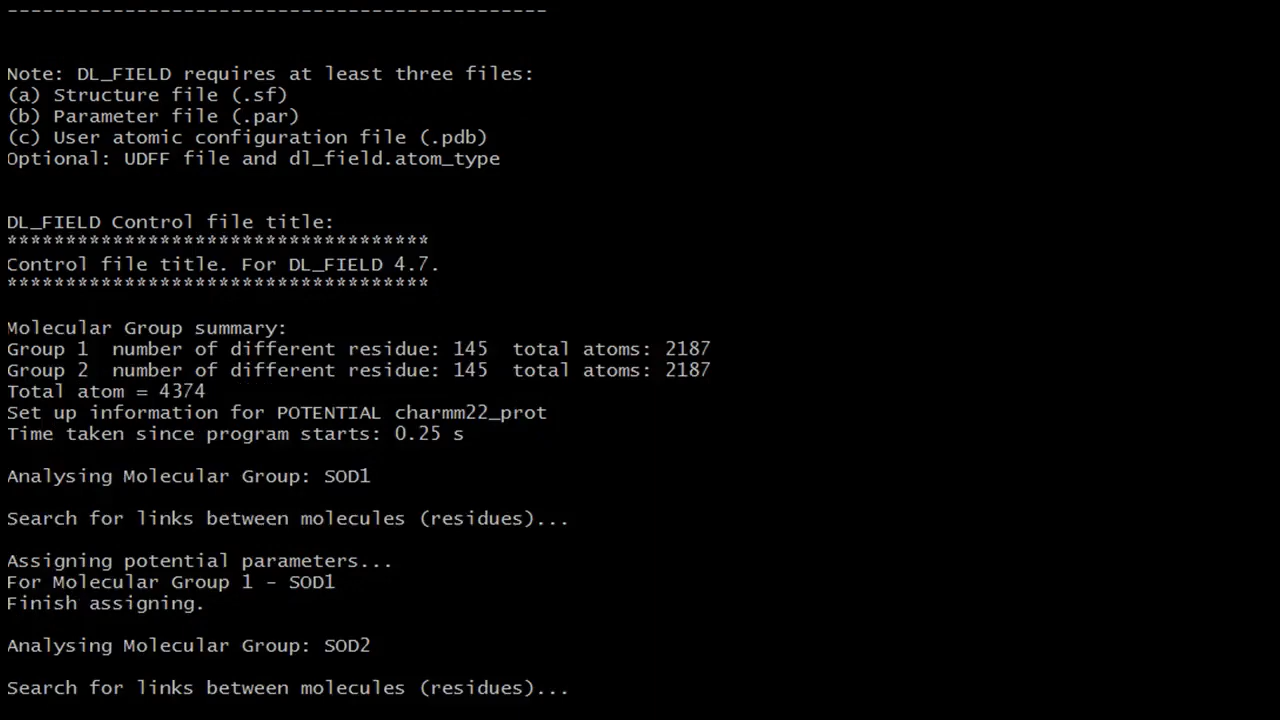 ----------------------------------------------
Note: DL_FIELD requires at least three files:
(a) Structure file (.sf)
(b) Parameter file (.par)
(c) User atomic configuration file (.pdb)
Optional: UDFF file and dl_field.atom_type
DL_FIELD Control file title:
************************************
Control file title. For DL_FIELD 4.7.
************************************
Molecular Group summary:
Group 1  number of different residue: 145  total atoms: 2187
Group 2  number of different residue: 145  total atoms: 2187
Total atom = 4374
Set up information for POTENTIAL charmm22_prot
Time taken since program starts: 0.25 s
Analysing Molecular Group: SOD1
Search for links between molecules (residues)...
Assigning potential parameters...
For Molecular Group 1 - SOD1
Finish assigning.
Analysing Molecular Group: SOD2
Search for links between molecules (residues)...